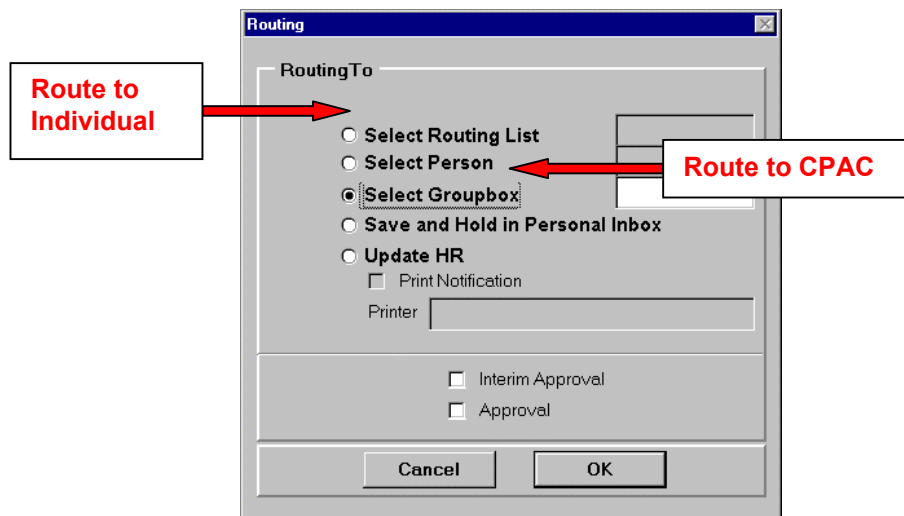 Routing
RoutingTo
Route to
Individual
Select Routing List
Select Person
Route to CPAC
Select Groupbox
Save and Hold in Personal Inbox
Update HR
Print Notification
Printer
Interim Approval
Approval
Cancel
OK